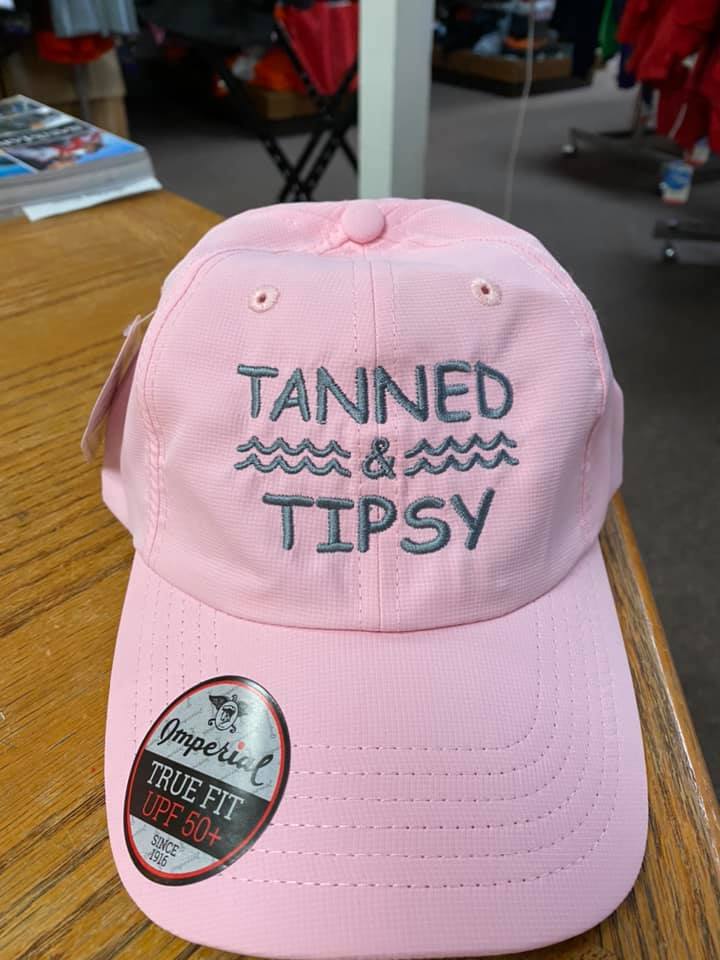 TANNED
&
TIPSY
Imperial
TRUE FIT
UPF 50+
SINCE
1916